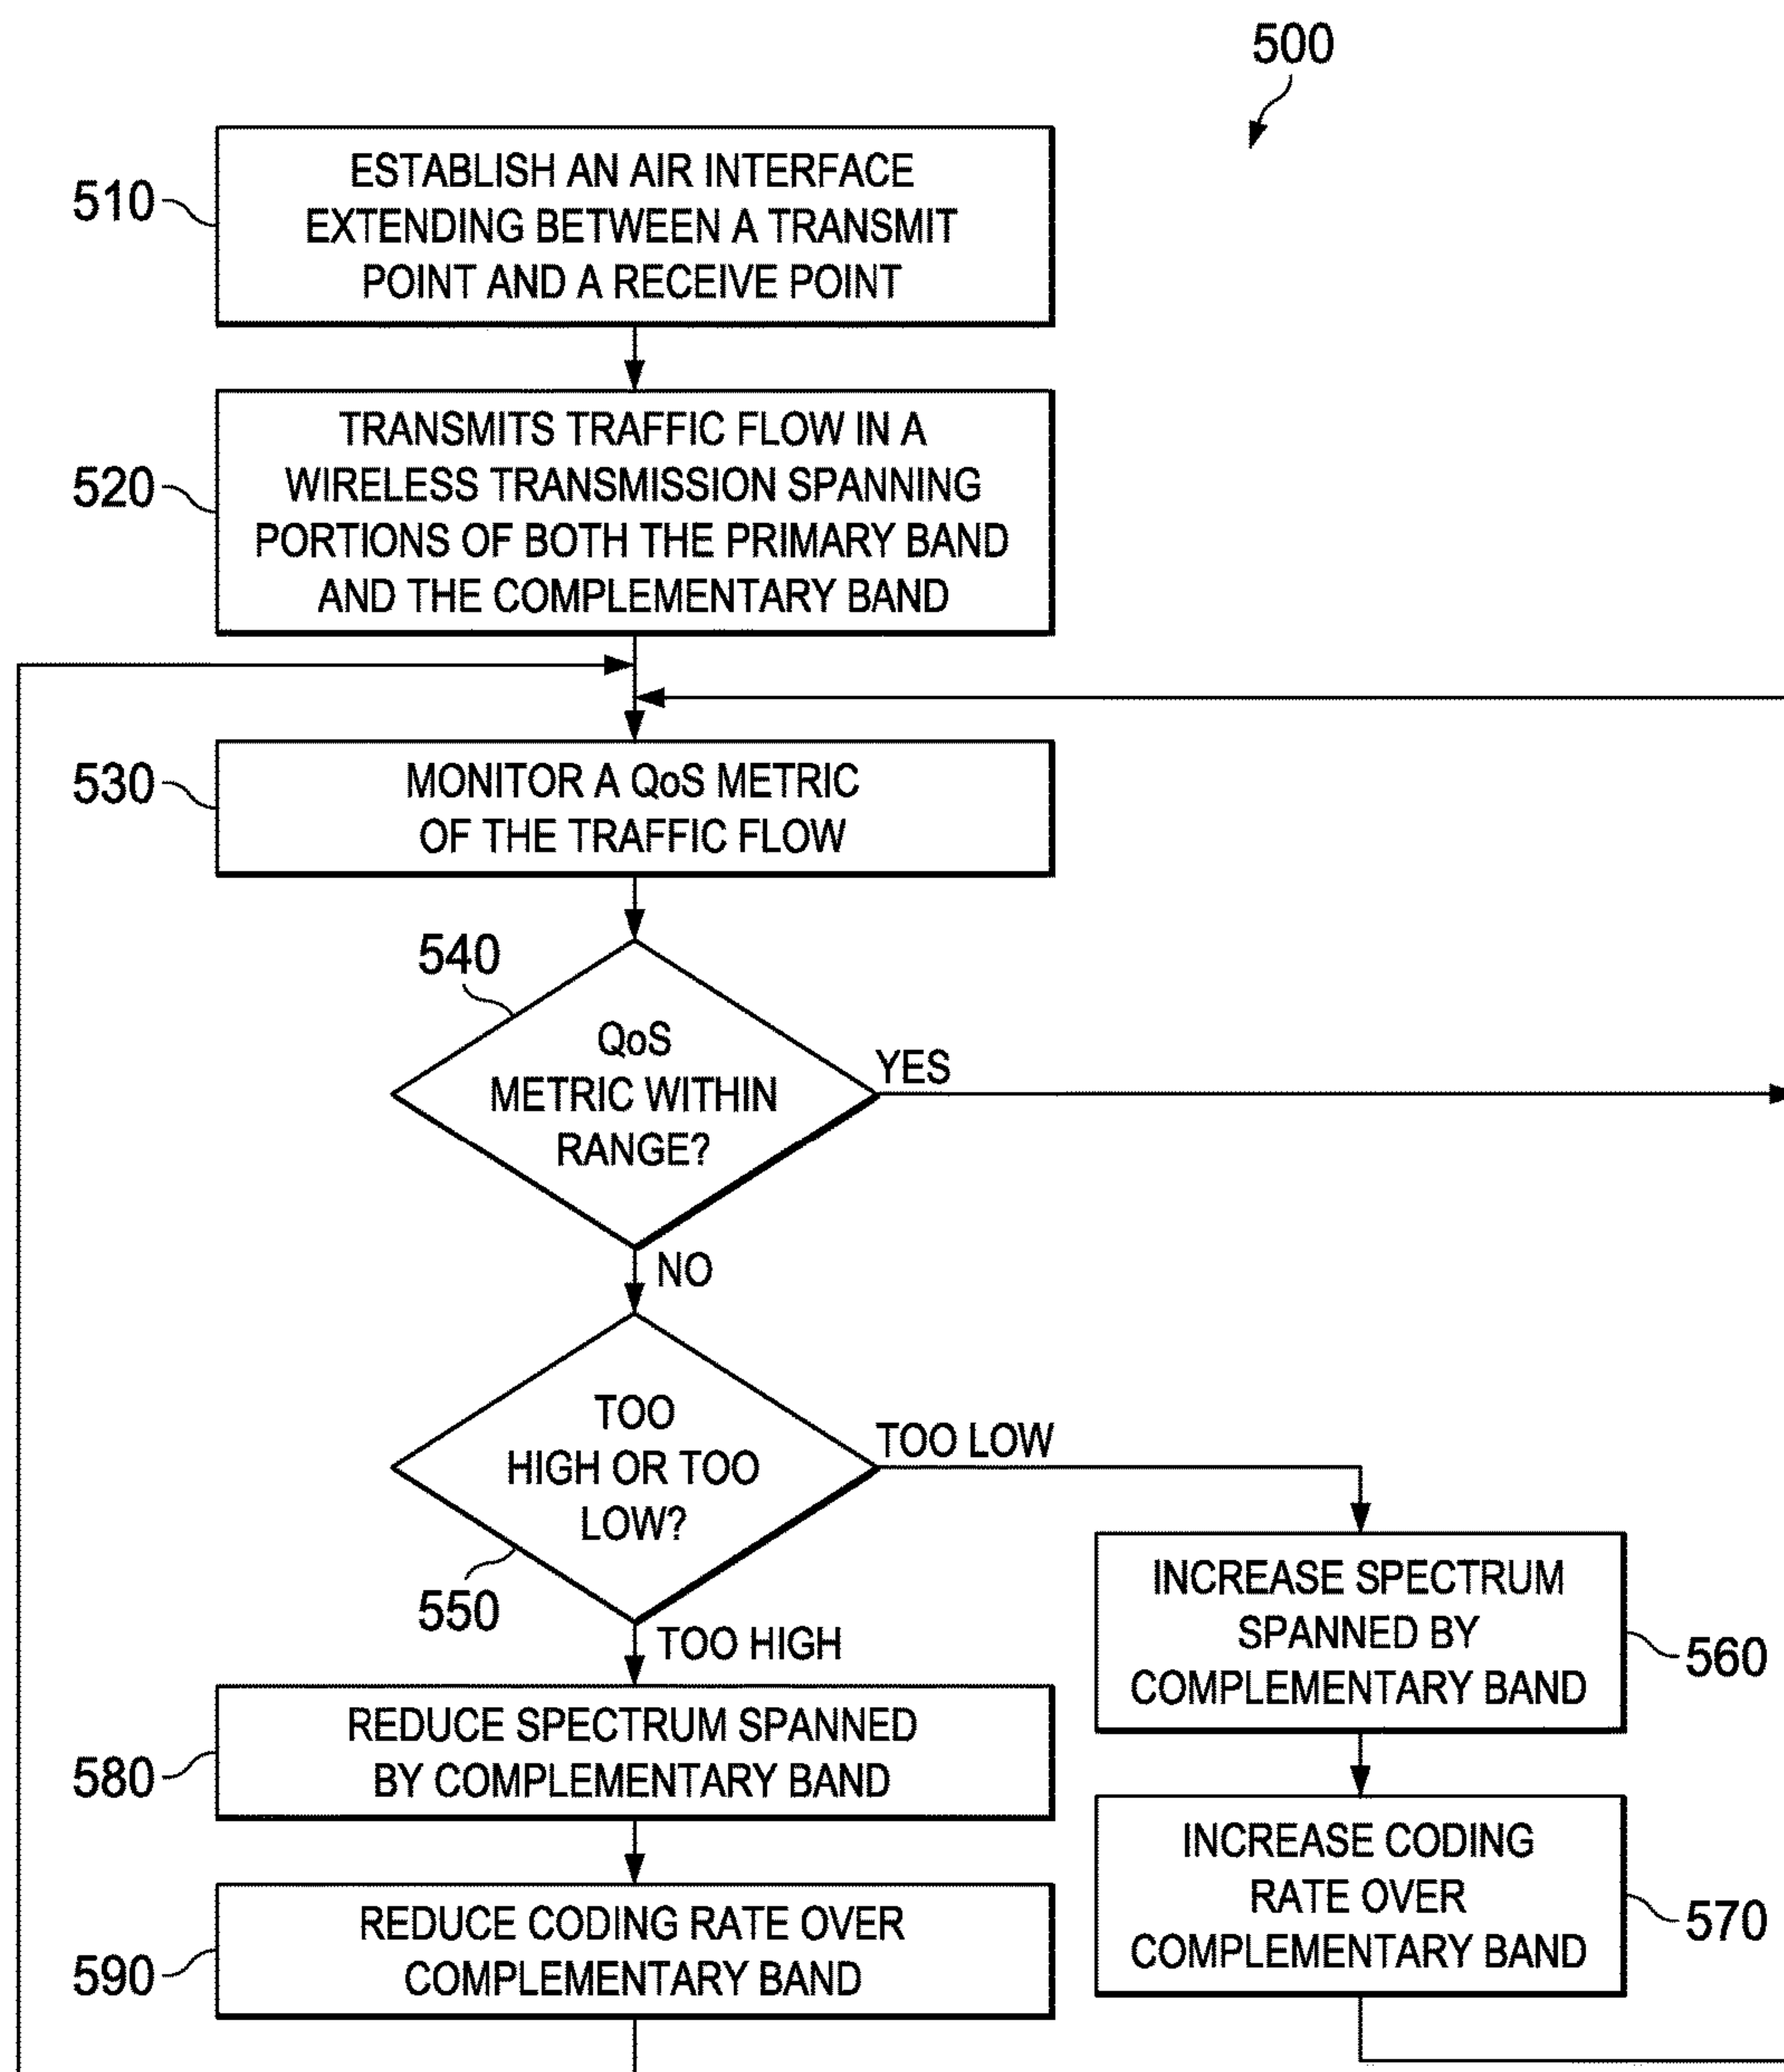 500
510
ESTABLISH AN AIR INTERFACE
EXTENDING BETWEEN A TRANSMIT
POINT AND A RECEIVE POINT
520
TRANSMITS TRAFFIC FLOW IN A
WIRELESS TRANSMISSION SPANNING
PORTIONS OF BOTH THE PRIMARY BAND
AND THE COMPLEMENTARY BAND
530
MONITOR A QoS METRIC
OF THE TRAFFIC FLOW
540
QoS
METRIC WITHIN
RANGE?
YES
NO
TOO
HIGH OR TOO
LOW?
550
TOO LOW
TOO HIGH
INCREASE SPECTRUM
SPANNED BY
COMPLEMENTARY BAND
560
580
REDUCE SPECTRUM SPANNED
BY COMPLEMENTARY BAND
INCREASE CODING
RATE OVER
COMPLEMENTARY BAND
570
590
REDUCE CODING RATE OVER
COMPLEMENTARY BAND